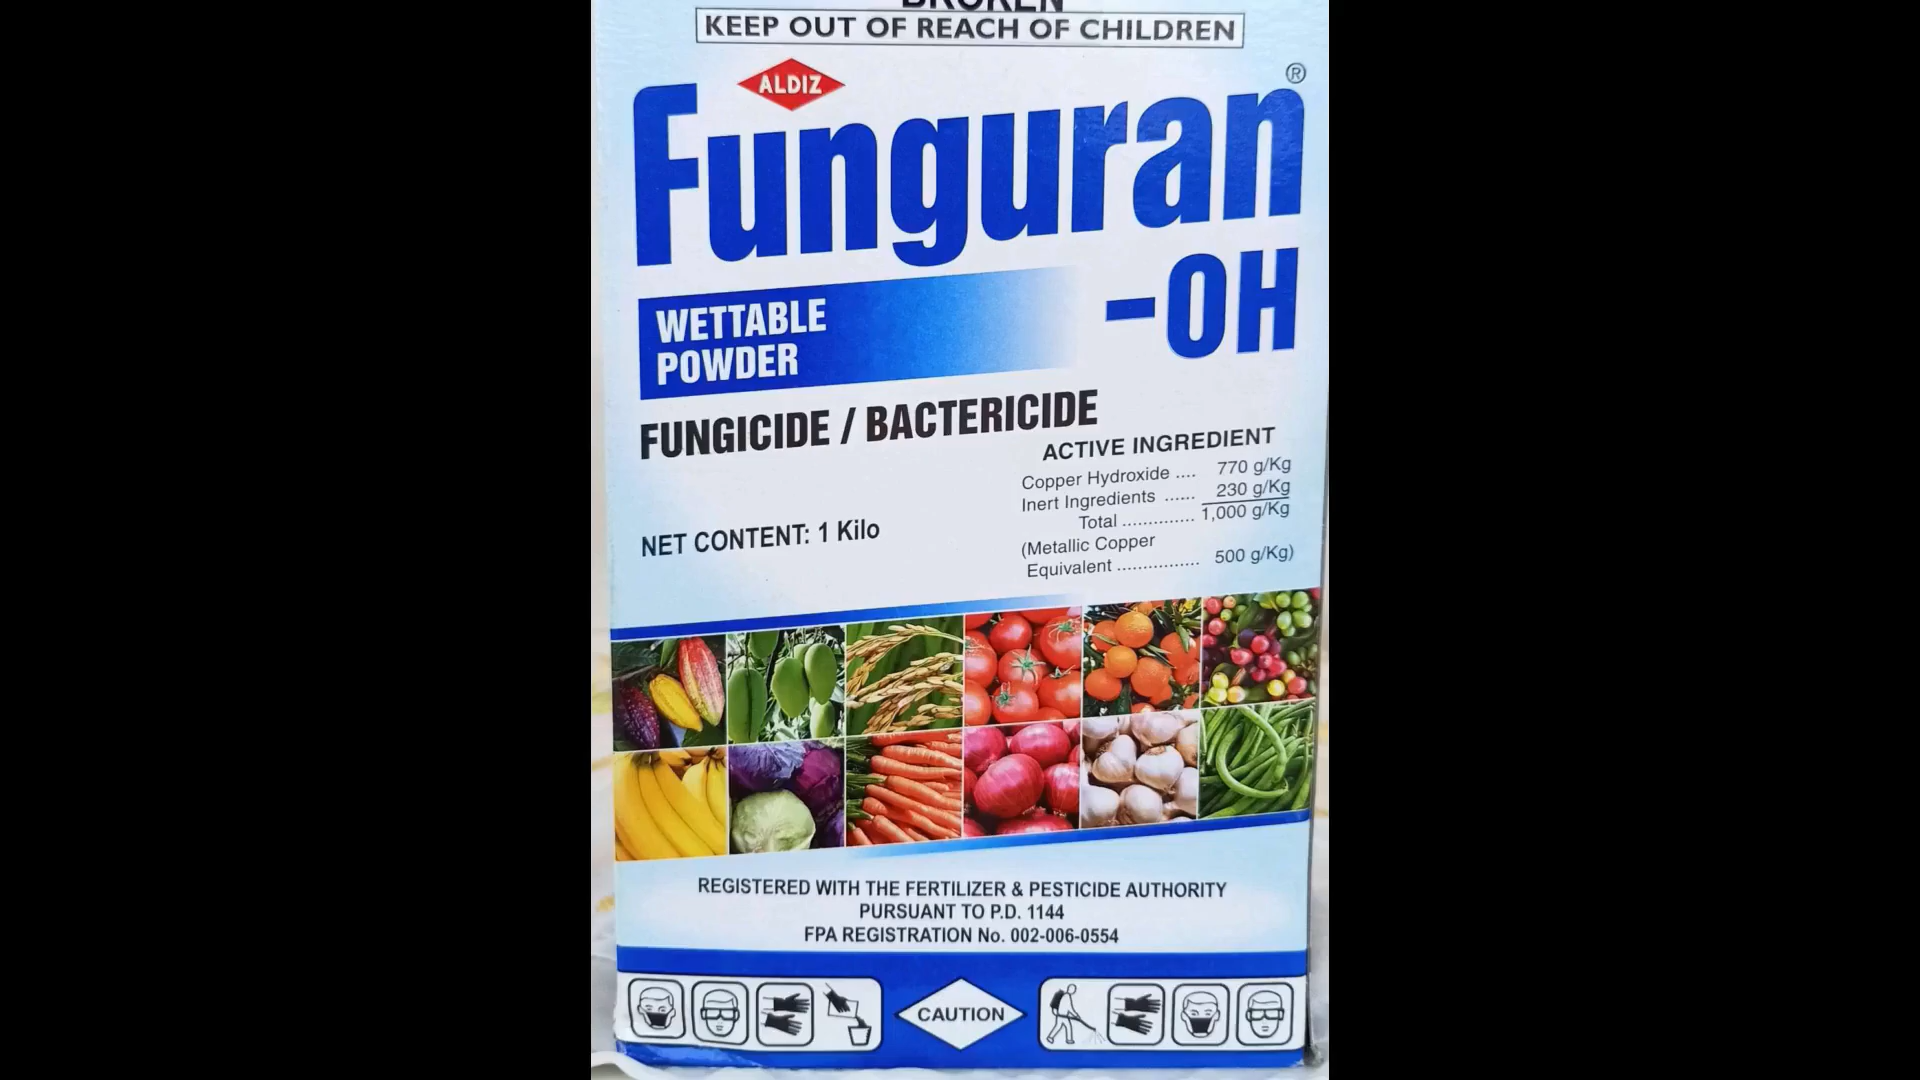 BROKEN
KEEP OUT OF REACH OF CHILDREN
ALDIZ
Funguran®
-OH
WETTABLE
POWDER
FUNGICIDE / BACTERICIDE
ACTIVE INGREDIENT
Copper Hydroxide .... 770 g/Kg
Inert Ingredients ...... 230 g/Kg
Total .............. 1,000 g/Kg
(Metallic Copper
Equivalent ................ 500 g/Kg)
NET CONTENT: 1 Kilo
REGISTERED WITH THE FERTILIZER & PESTICIDE AUTHORITY
PURSUANT TO P.D. 1144
FPA REGISTRATION No. 002-006-0554
CAUTION